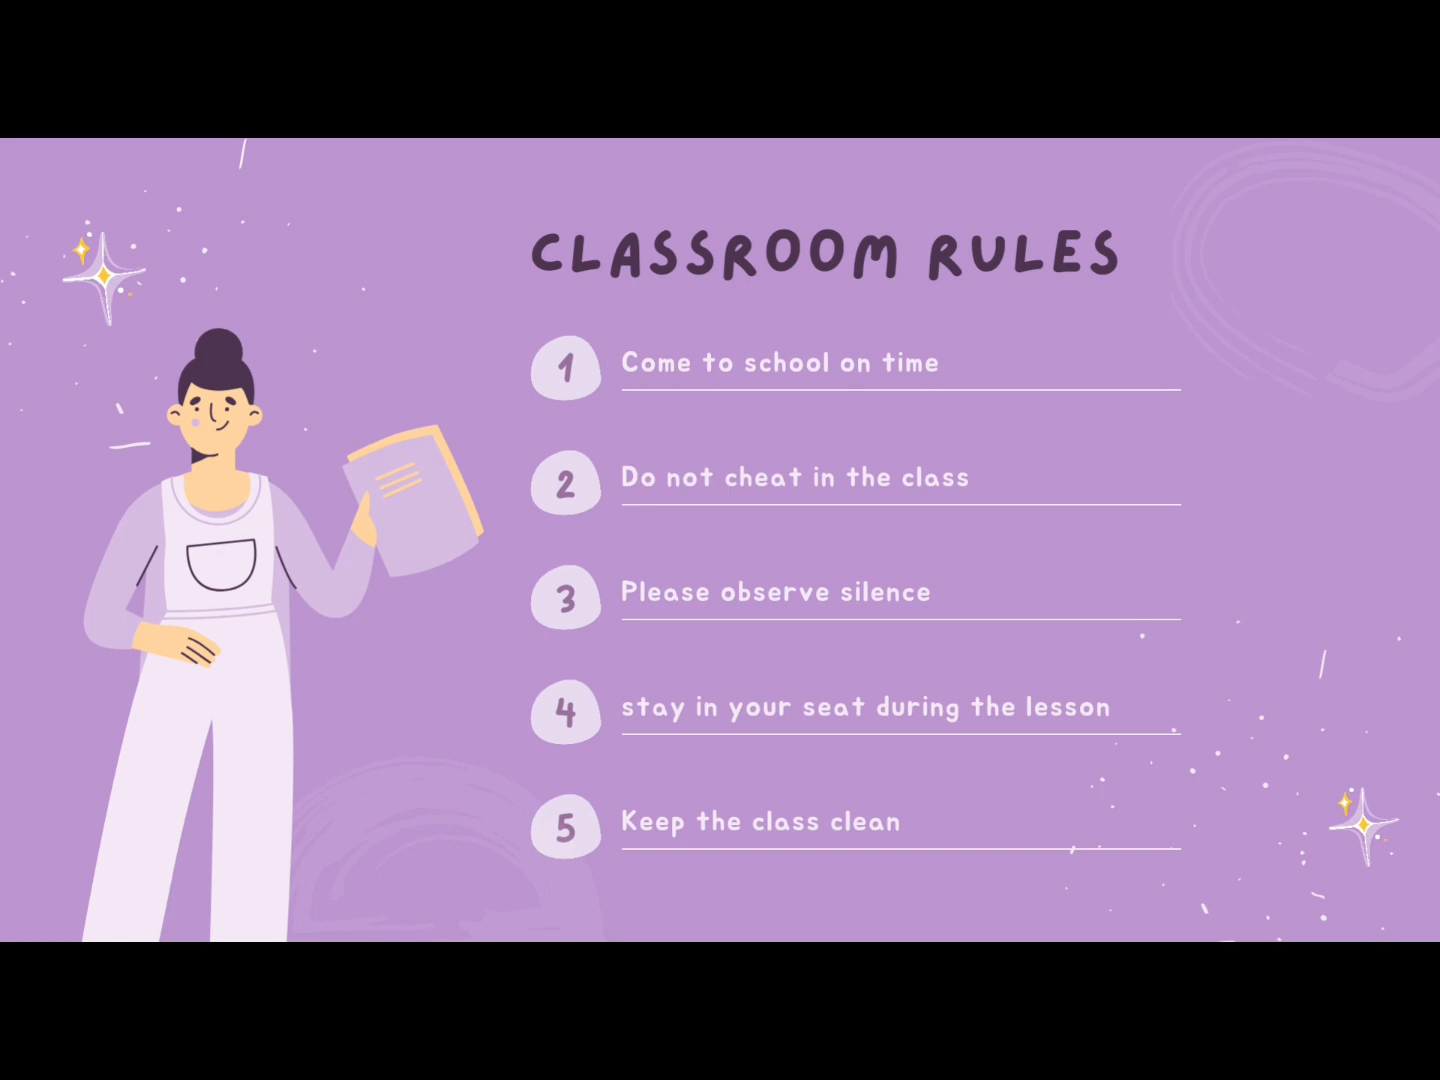 CLASSROOM RULES
1 Come to school on time
2 Do not cheat in the class
3 Please observe silence
4 stay in your seat during the lesson
5 Keep the class clean